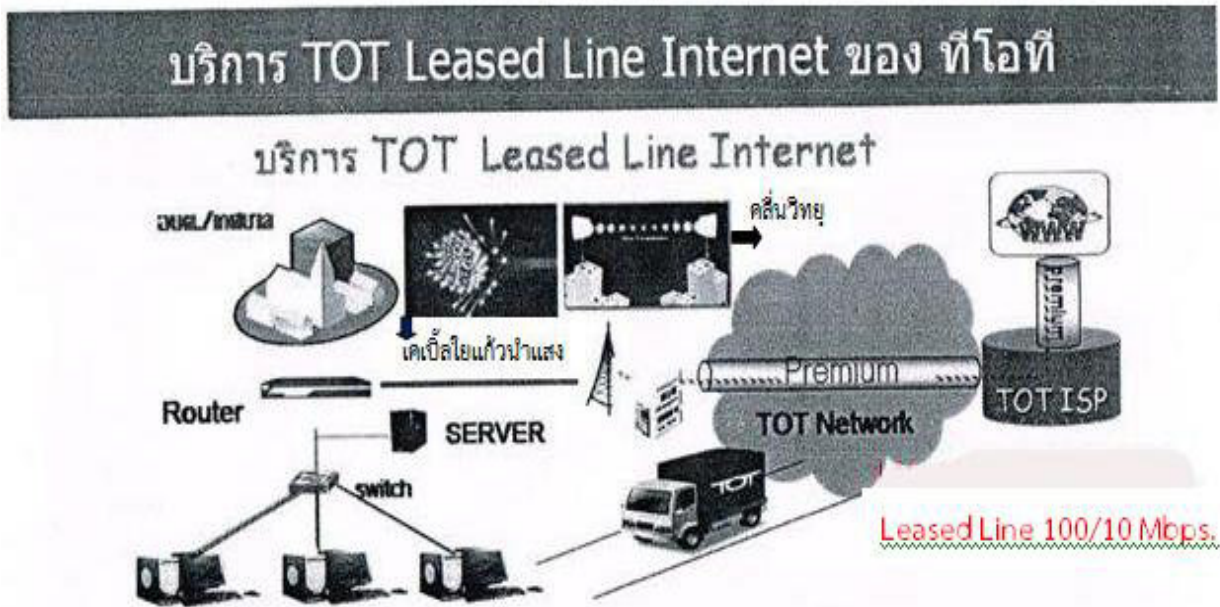 บริการ TOT Leased Line Internet ของ ทีโอที
บริการ TOT Leased Line Internet
อบต./เทศบาล
คลื่นวิทยุ
เคเบิ้ลใยแก้วนำแสง
WWW
Premium
Premium
TOT ISP
Router
TOT Network
SERVER
switch
TOT
Leased Line 100/10 Mbps.